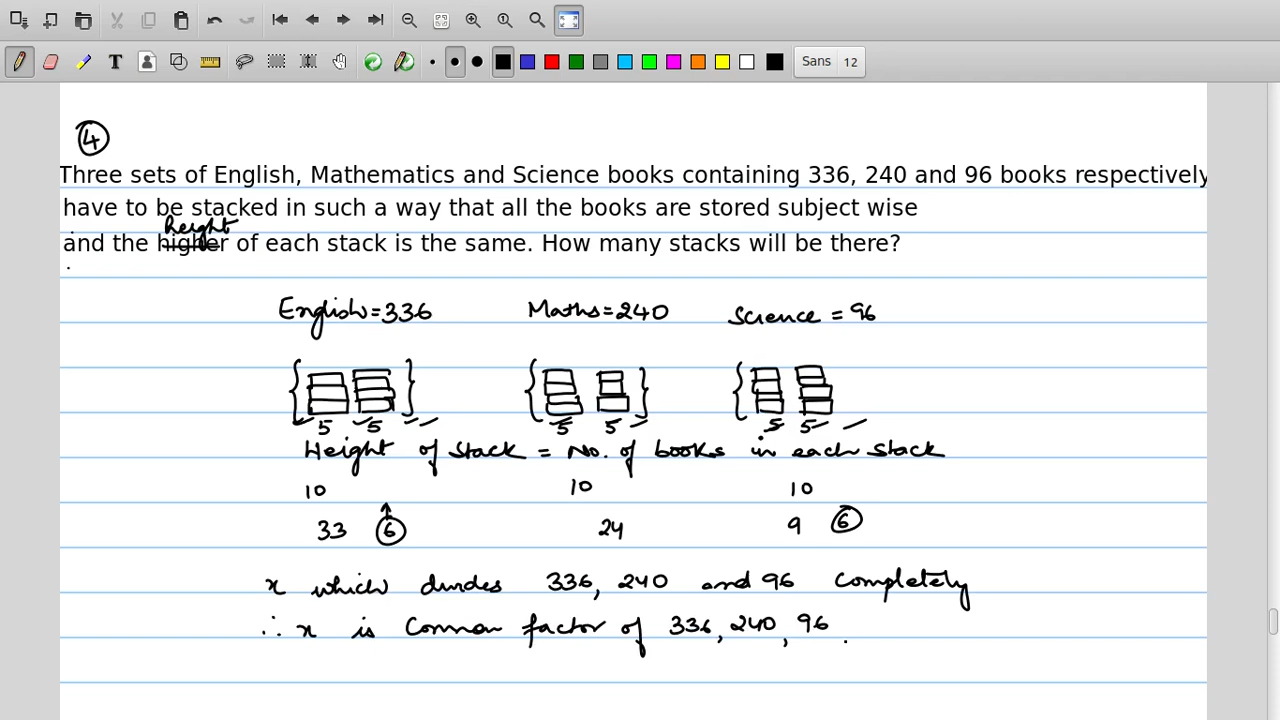 Sans 12
4
Three sets of English, Mathematics and Science books containing 336, 240 and 96 books respectively
have to be stacked in such a way that all the books are stored subject wise
height
and the higher of each stack is the same. How many stacks will be there?
English = 336 Maths = 240 Science = 96
5 5 5 5 5 5
Height of stack = No. of books in each stack
10 10 10
33 6 24 9 6
x which divides 336, 240 and 96 completely
∴ x is common factor of 336, 240, 96.